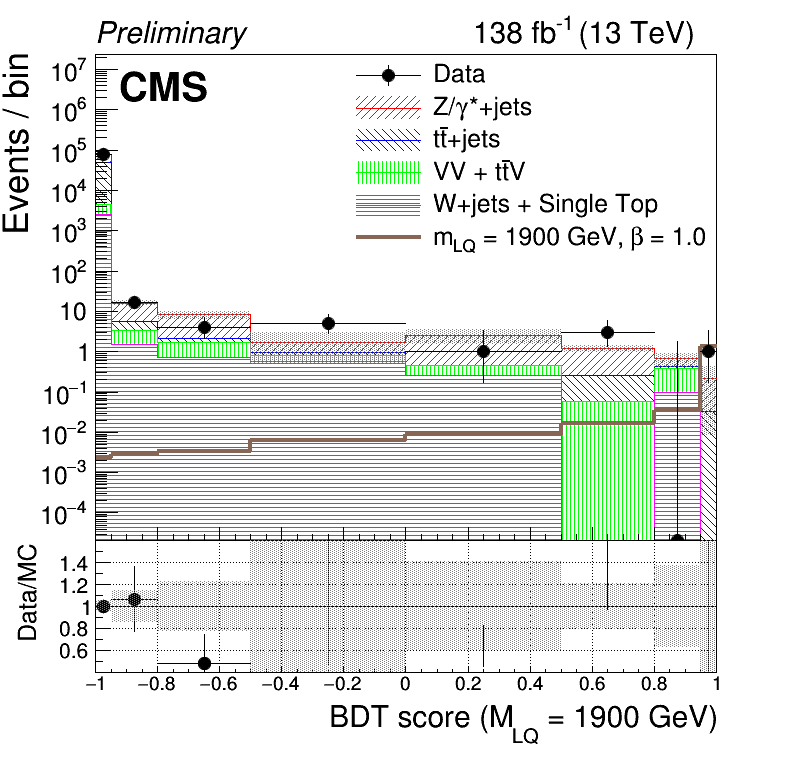 Preliminary 138 fb⁻¹ (13 TeV)
CMS
Events / bin
10⁷
10⁶
10⁵
10⁴
10³
10²
10
1
10⁻¹
10⁻²
10⁻³
10⁻⁴
Data
Z/γ*+jets
tt̄+jets
VV + tt̄V
W+jets + Single Top
m_LQ = 1900 GeV, β = 1.0
Data/MC
1.4
1.2
1
0.8
0.6
−1 −0.8 −0.6 −0.4 −0.2 0 0.2 0.4 0.6 0.8 1
BDT score (M_LQ = 1900 GeV)